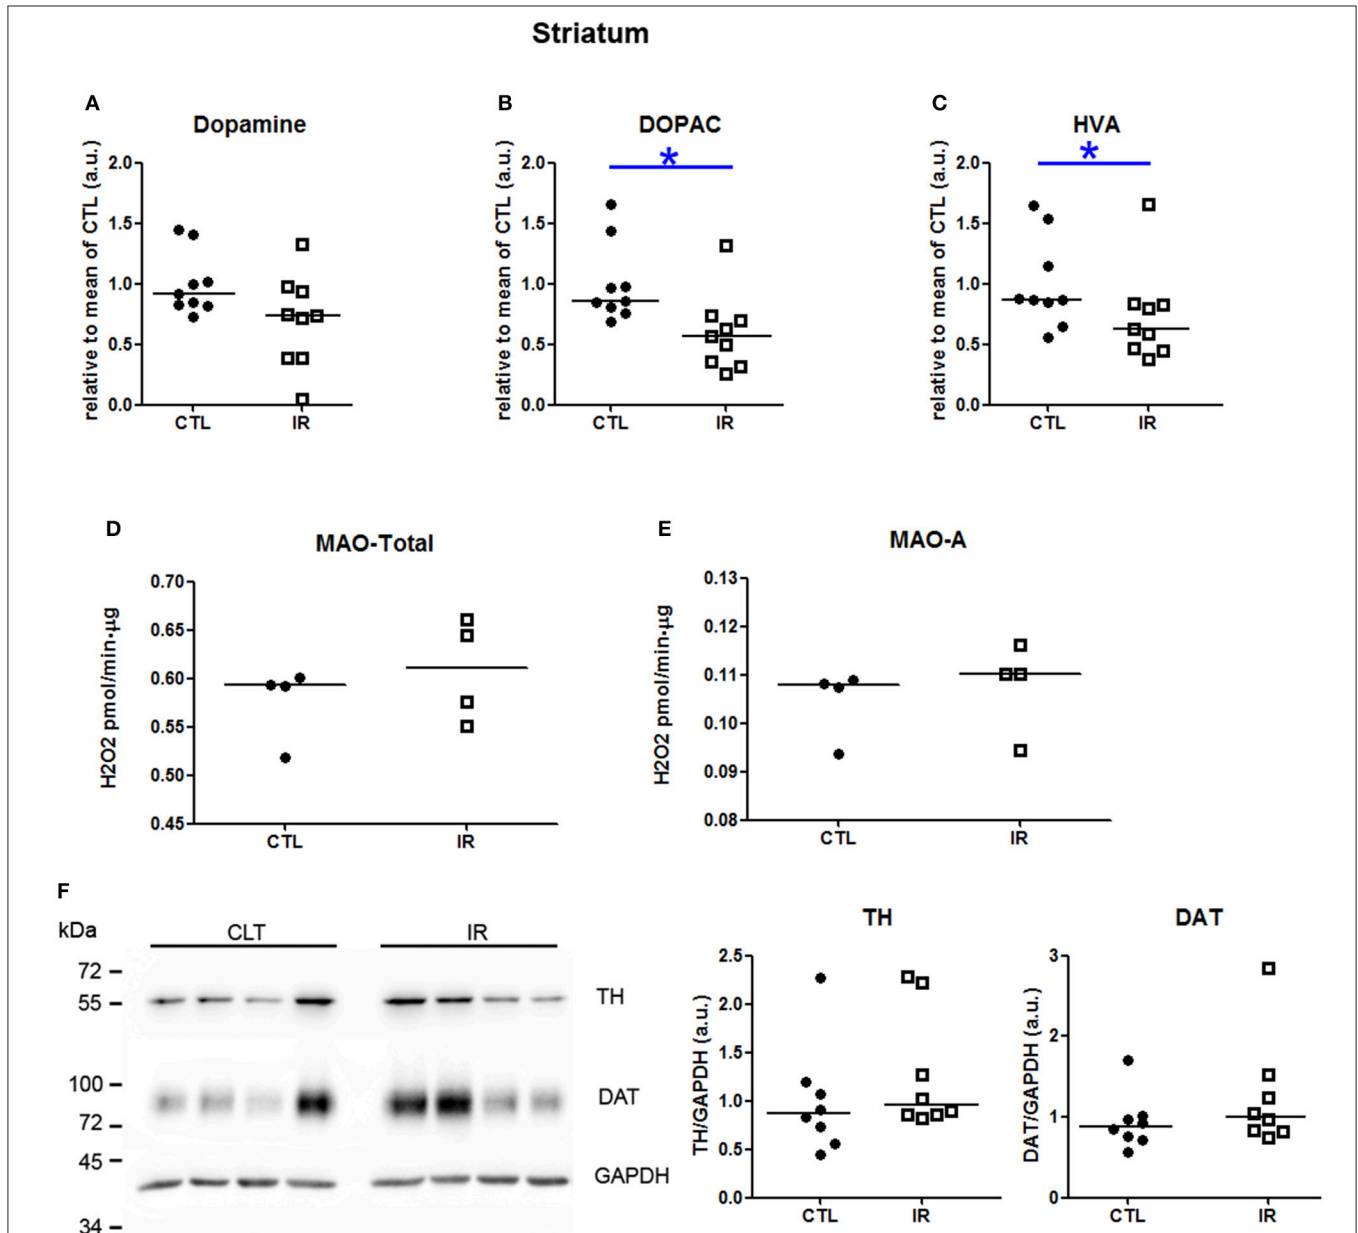 Striatum
A
Dopamine
relative to mean of CTL (a.u.)
2.0
1.5
1.0
0.5
0.0
CTL IR
B
DOPAC
*
relative to mean of CTL (a.u.)
2.0
1.5
1.0
0.5
0.0
CTL IR
C
HVA
*
relative to mean of CTL (a.u.)
2.0
1.5
1.0
0.5
0.0
CTL IR
D
MAO-Total
H2O2 pmol/min·µg
0.70
0.65
0.60
0.55
0.50
0.45
CTL IR
E
MAO-A
H2O2 pmol/min·µg
0.13
0.12
0.11
0.10
0.09
0.08
CTL IR
F
kDa
CLT IR
72
55
TH
100
DAT
72
45
GAPDH
34
TH
TH/GAPDH (a.u.)
2.5
2.0
1.5
1.0
0.5
0.0
CTL IR
DAT
DAT/GAPDH (a.u.)
3
2
1
0
CTL IR